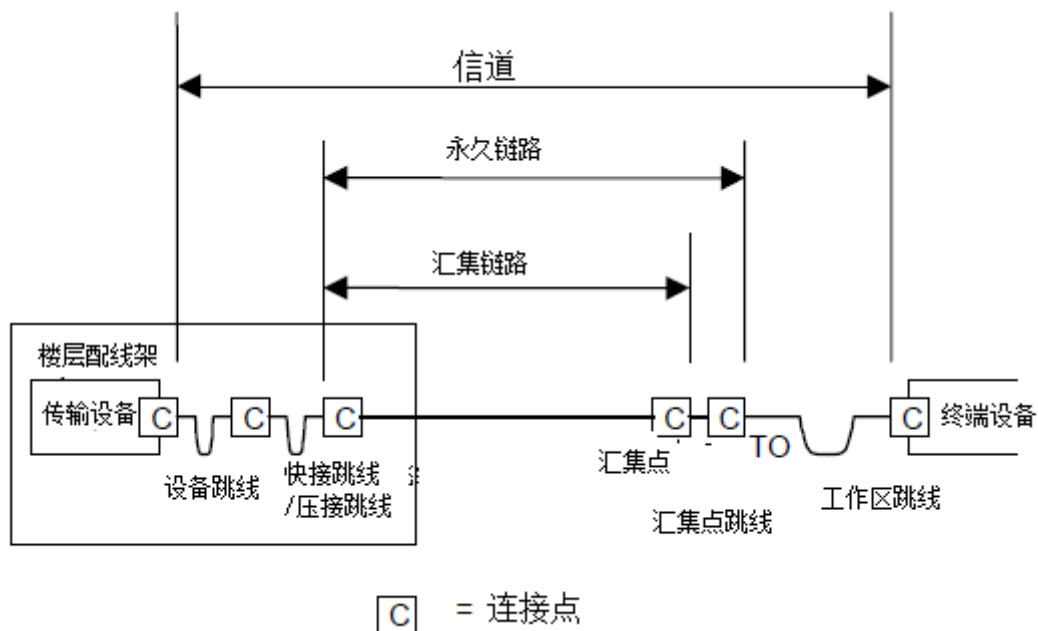 信道
永久链路
汇集链路
楼层配线架
传输设备
C
C
C
C
C
C
终端设备
设备跳线
快接跳线
/压接跳线
汇集点
TO
汇集点跳线
工作区跳线
C = 连接点